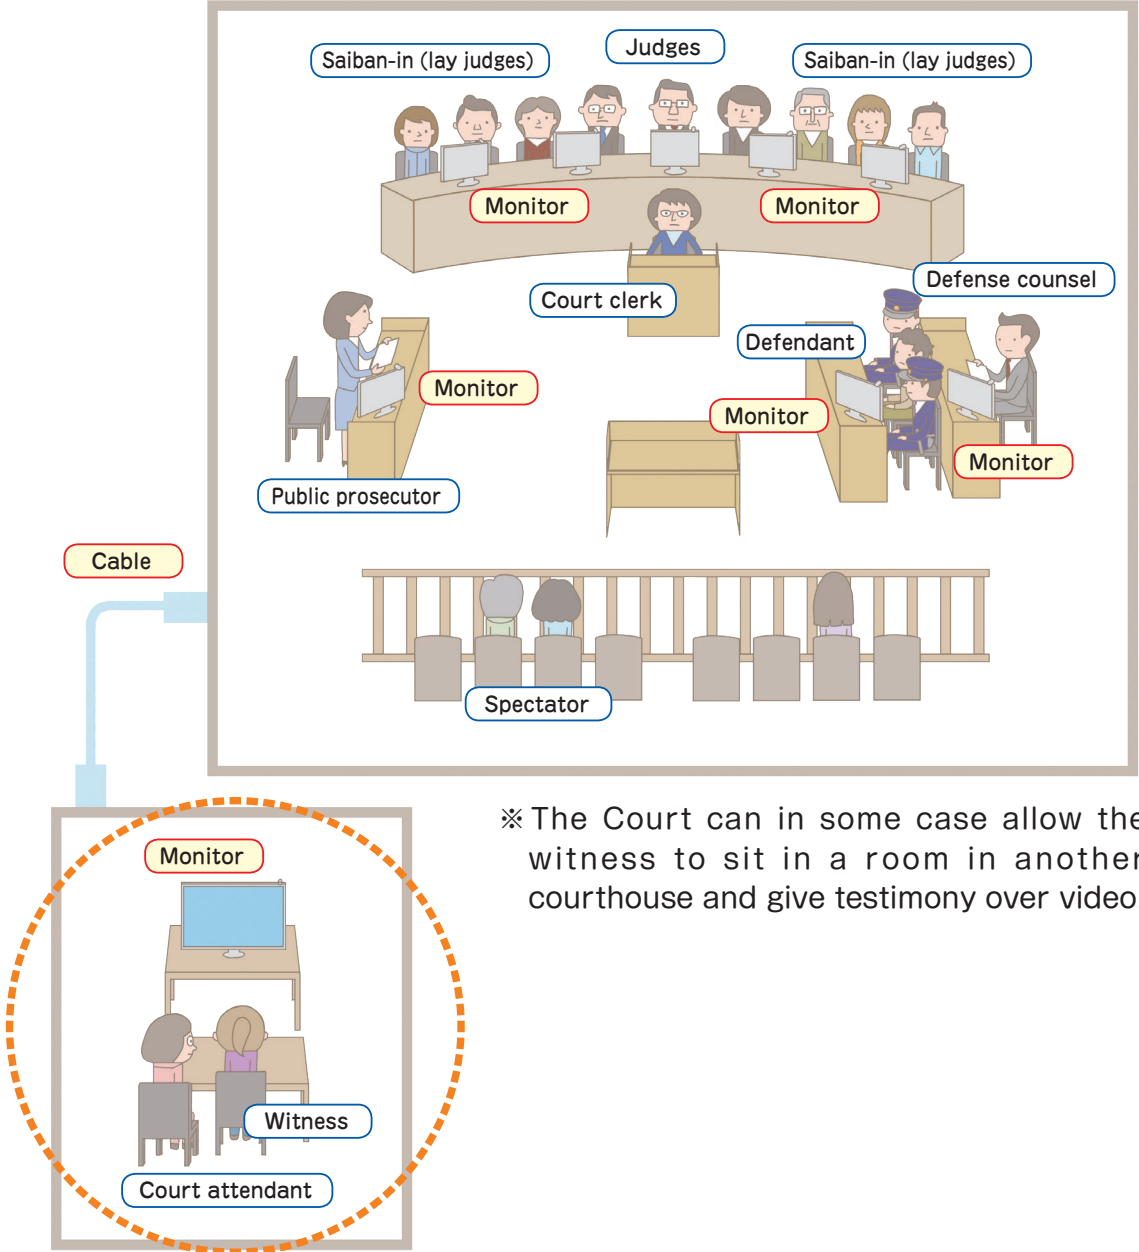 Judges
Saiban-in (lay judges)
Saiban-in (lay judges)
Monitor
Monitor
Court clerk
Defense counsel
Defendant
Monitor
Monitor
Monitor
Public prosecutor
Cable
Spectator
※ The Court can in some case allow the
witness to sit in a room in another
courthouse and give testimony over video
Monitor
Witness
Court attendant